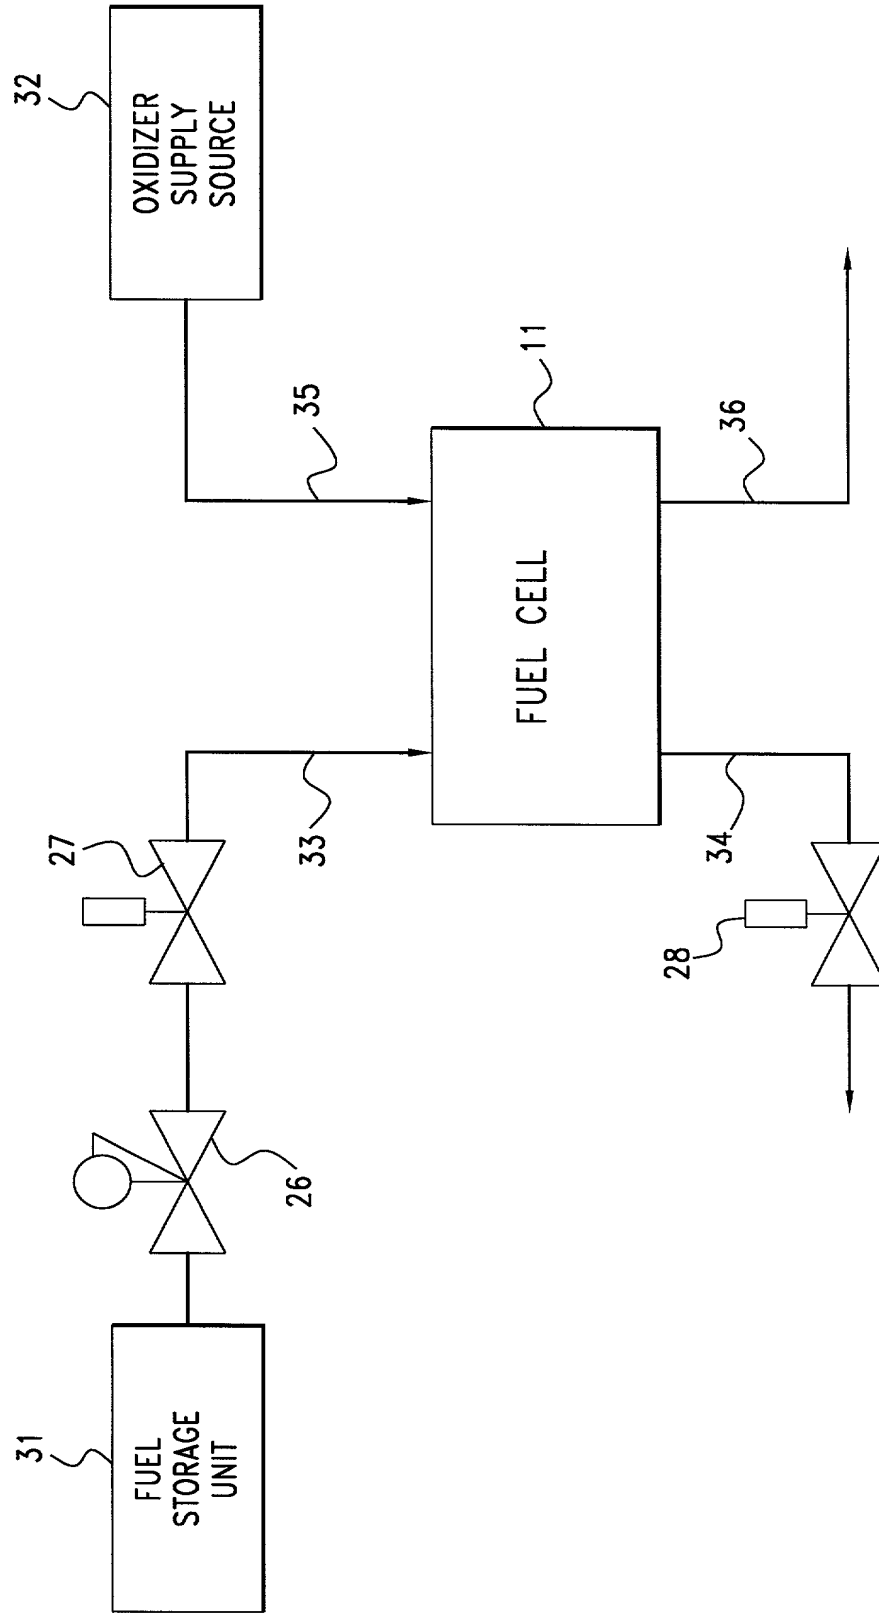 31
FUEL
STORAGE
UNIT
26
27
33
32
OXIDIZER
SUPPLY
SOURCE
35
11
FUEL CELL
28
34
36